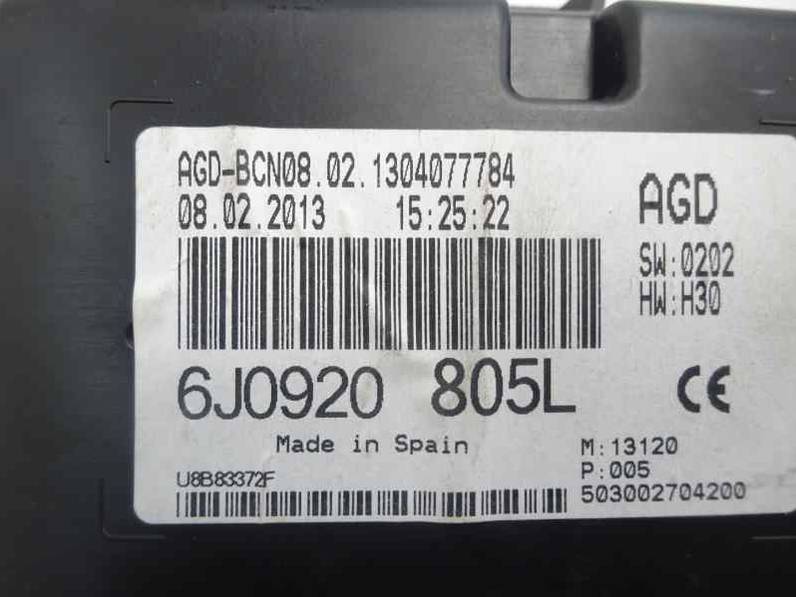 AGD-BCN08.02.1304077784
08.02.2013 15:25:22
AGD
SW:0202
HW:H30
6J0920 805L
CE
Made in Spain
M:13120
P:005
503002704200
U8B83372F